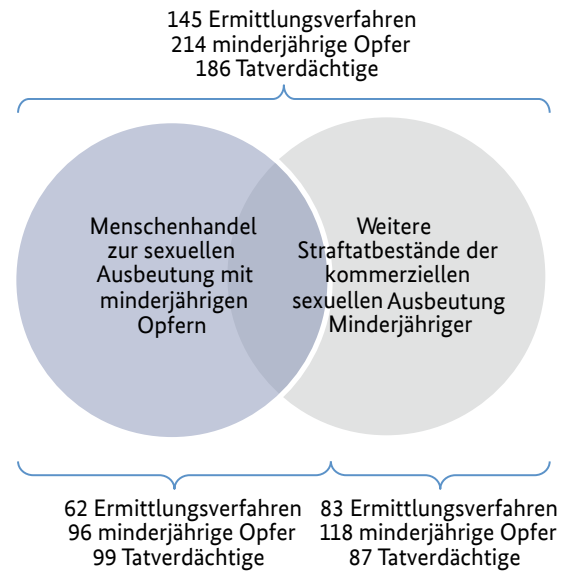 145 Ermittlungsverfahren
214 minderjährige Opfer
186 Tatverdächtige
Menschenhandel
zur sexuellen
Ausbeutung mit
minderjährigen
Opfern
Weitere
Straftatbestände der
kommerziellen
sexuellen Ausbeutung
Minderjähriger
62 Ermittlungsverfahren
96 minderjährige Opfer
99 Tatverdächtige
83 Ermittlungsverfahren
118 minderjährige Opfer
87 Tatverdächtige